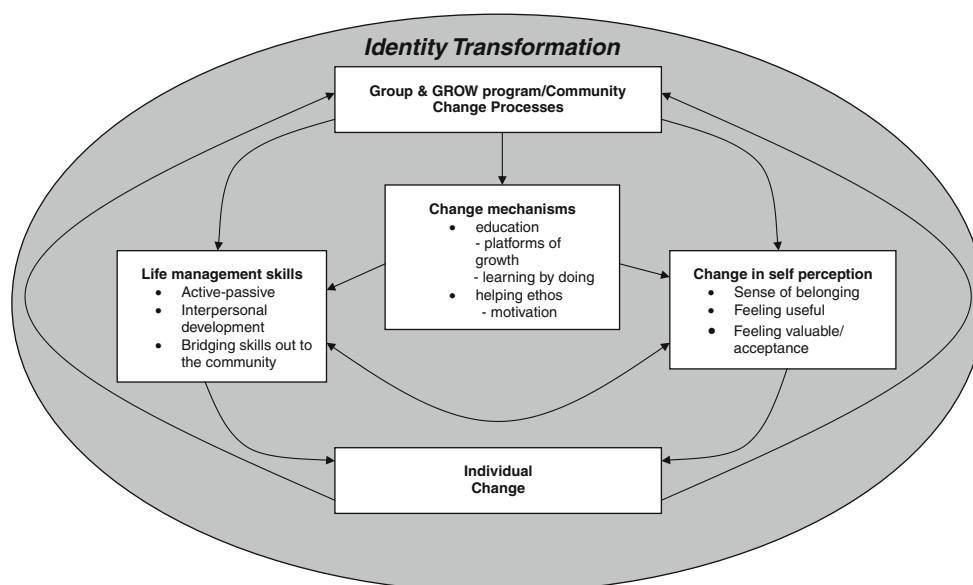 Identity Transformation
Group & GROW program/Community
Change Processes
Change mechanisms
• education
- platforms of
growth
- learning by doing
• helping ethos
- motivation
Life management skills
• Active-passive
• Interpersonal
development
• Bridging skills out to
the community
Change in self perception
• Sense of belonging
• Feeling useful
• Feeling valuable/
acceptance
Individual
Change